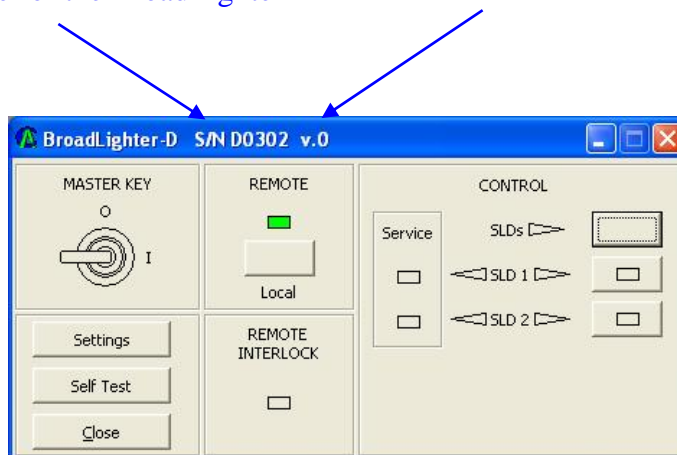 BroadLighter-D S/N D0302 v.0
MASTER KEY
O
I
REMOTE
Local
CONTROL
Service
SLDs
SLD 1
SLD 2
Settings
Self Test
Close
REMOTE
INTERLOCK